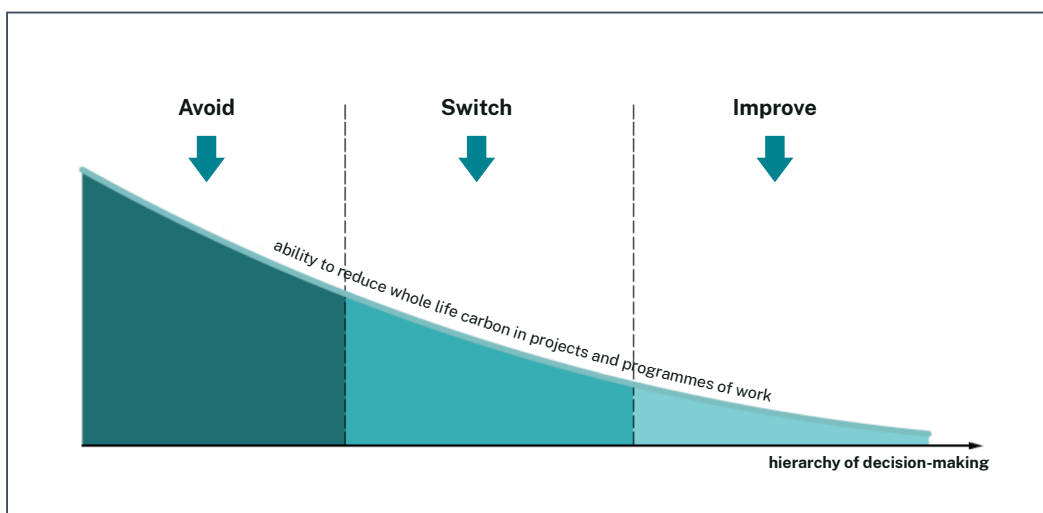 Avoid
Switch
Improve
ability to reduce whole life carbon in projects and programmes of work
hierarchy of decision-making